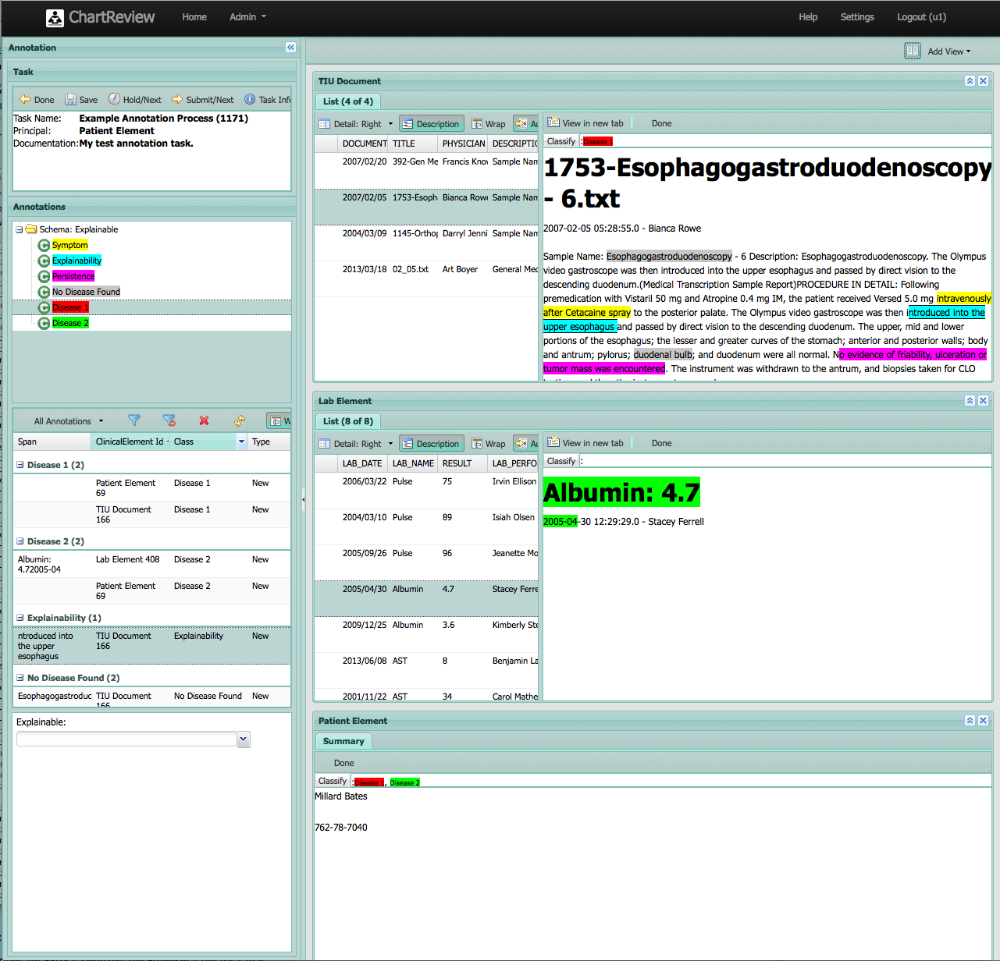 ChartReview Home Admin Help Settings Logout (u1)
Annotation
Task
Done Save Hold/Next Submit/Next Task Info
Task Name: Example Annotation Process (1171)
Principal: Patient Element
Documentation: My test annotation task.
Annotations
Schema: Explainable
Symptom
Explainability
Persistence
No Disease Found
Disease 1
Disease 2
All Annotations W
Span ClinicalElement Id Class Type
Disease 1 (2)
Patient Element 69 Disease 1 New
TIU Document 166 Disease 1 New
Disease 2 (2)
Albumin: 4.72005-04 Lab Element 408 Disease 2 New
Patient Element 69 Disease 2 New
Explainability (1)
ntroduced into the upper esophagus TIU Document 166 Explainability New
No Disease Found (2)
Esophagogastroduc TIU Document 166 No Disease Found New
Explainable:
Add View
TIU Document
List (4 of 4)
Detail: Right Description Wrap Au
DOCUMENT TITLE PHYSICIAN DESCRIPTIO
2007/02/20 392-Gen Me Francis Knov Sample Nam
2007/02/05 1753-Esoph Bianca Rowe Sample Nam
2004/03/09 1145-Orthop Darryl Jenni Sample Nam
2013/03/18 02_05.txt Art Boyer General Med
View in new tab Done
Classify :Disease 1
1753-Esophagogastroduodenoscopy
- 6.txt
2007-02-05 05:28:55.0 - Bianca Rowe
Sample Name: Esophagogastroduodenoscopy - 6 Description: Esophagogastroduodenoscopy. The Olympus
video gastroscope was then introduced into the upper esophagus and passed by direct vision to the
descending duodenum.(Medical Transcription Sample Report)PROCEDURE IN DETAIL: Following
premedication with Vistaril 50 mg and Atropine 0.4 mg IM, the patient received Versed 5.0 mg intravenously
after Cetacaine spray to the posterior palate. The Olympus video gastroscope was then introduced into the
upper esophagus and passed by direct vision to the descending duodenum. The upper, mid and lower
portions of the esophagus; the lesser and greater curves of the stomach; anterior and posterior walls; body
and antrum; pylorus; duodenal bulb; and duodenum were all normal. No evidence of friability, ulceration or
tumor mass was encountered. The instrument was withdrawn to the antrum, and biopsies taken for CLO
Lab Element
List (8 of 8)
Detail: Right Description Wrap Au
LAB_DATE LAB_NAME RESULT LAB_PERFO
2006/03/22 Pulse 75 Irvin Ellison
2004/03/10 Pulse 89 Isiah Olsen
2005/09/26 Pulse 96 Jeanette Mo
2005/04/30 Albumin 4.7 Stacey Ferre
2009/12/25 Albumin 3.6 Kimberly Ste
2013/06/08 AST 8 Benjamin La
2001/11/22 AST 34 Carol Mathe
View in new tab Done
Classify :
Albumin: 4.7
2005-04-30 12:29:29.0 - Stacey Ferrell
Patient Element
Summary
Done
Classify :Disease 1, Disease 2
Millard Bates
762-78-7040